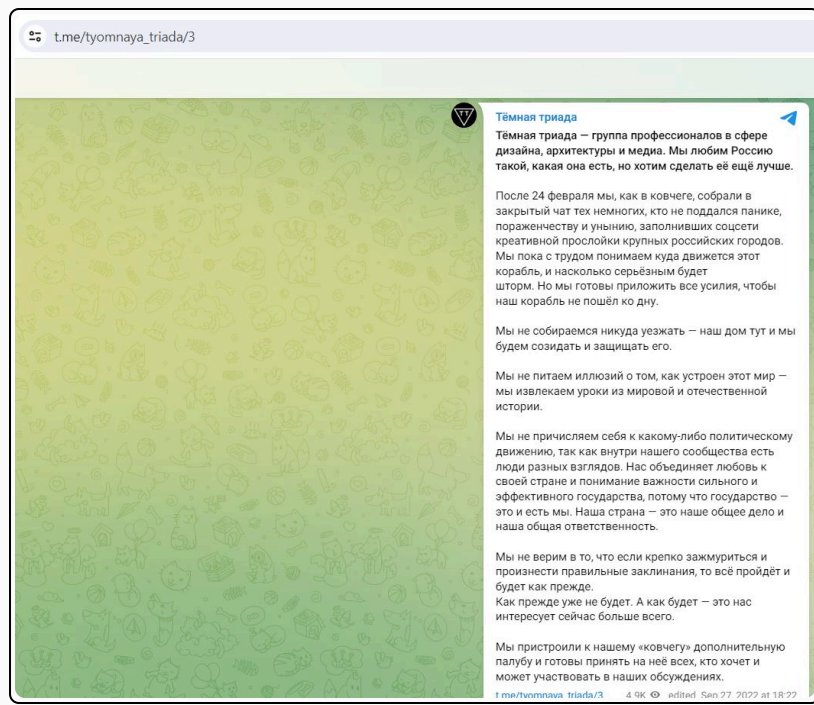 t.me/tyomnaya_triada/3
Тёмная триада
Тёмная триада — группа профессионалов в сфере
дизайна, архитектуры и медиа. Мы любим Россию
такой, какая она есть, но хотим сделать её ещё лучше.
После 24 февраля мы, как в ковчеге, собрали в
закрытый чат тех немногих, кто не поддался панике,
пораженчеству и унынию, заполнивших соцсети
креативной прослойки крупных российских городов.
Мы пока с трудом понимаем куда движется этот
корабль, и насколько серьёзным будет
шторм. Но мы готовы приложить все усилия, чтобы
наш корабль не пошёл ко дну.
Мы не собираемся никуда уезжать — наш дом тут и мы
будем созидать и защищать его.
Мы не питаем иллюзий о том, как устроен этот мир —
мы извлекаем уроки из мировой и отечественной
истории.
Мы не причисляем себя к какому-либо политическому
движению, так как внутри нашего сообщества есть
люди разных взглядов. Нас объединяет любовь к
своей стране и понимание важности сильного и
эффективного государства, потому что государство —
это и есть мы. Наша страна — это наше общее дело и
наша общая ответственность.
Мы не верим в то, что если крепко зажмуриться и
произнести правильные заклинания, то всё пройдёт и
будет как прежде.
Как прежде уже не будет. А как будет — это нас
интересует сейчас больше всего.
Мы пристроили к нашему «ковчегу» дополнительную
палубу и готовы принять на неё всех, кто хочет и
может участвовать в наших обсуждениях.
t.me/tyomnaya_triada/3 4.9K edited Sep 27, 2022 at 18:22